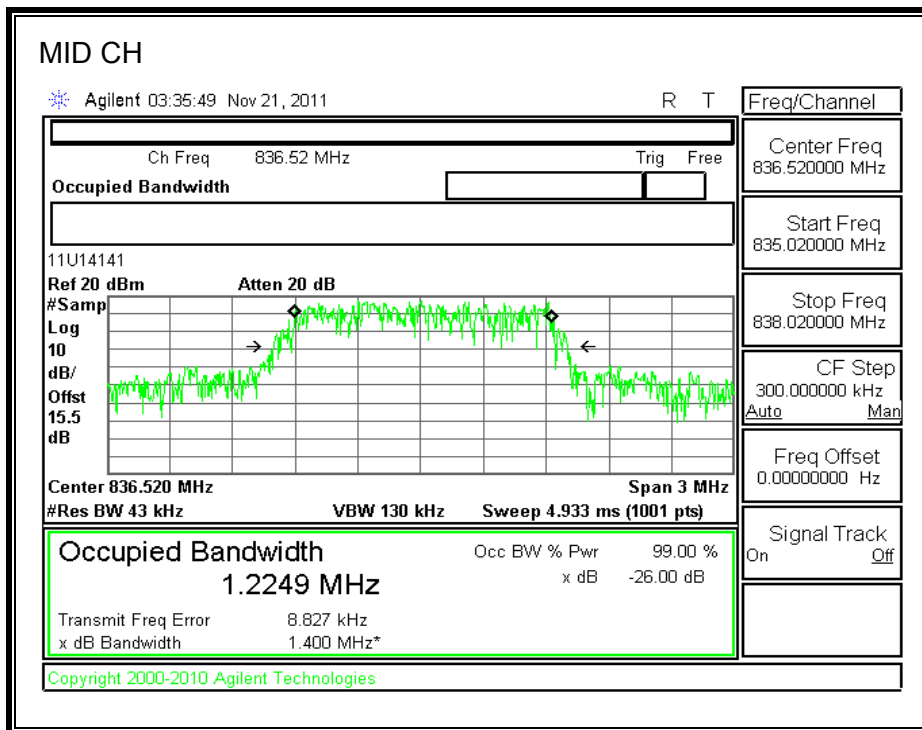 MID CH
Agilent 03:35:49 Nov 21, 2011 R T
Freq/Channel
Ch Freq 836.52 MHz Trig Free
Occupied Bandwidth
Center Freq
836.520000 MHz
Start Freq
835.020000 MHz
11U14141
Ref 20 dBm Atten 20 dB
#Samp
Log
10
dB/
Offst
15.5
dB
Stop Freq
838.020000 MHz
CF Step
300.000000 kHz
Auto Man
Freq Offset
0.00000000 Hz
Center 836.520 MHz Span 3 MHz
#Res BW 43 kHz VBW 130 kHz Sweep 4.933 ms (1001 pts)
Signal Track
On Off
Occupied Bandwidth
1.2249 MHz
Occ BW % Pwr 99.00 %
x dB -26.00 dB
Transmit Freq Error 8.827 kHz
x dB Bandwidth 1.400 MHz*
Copyright 2000-2010 Agilent Technologies